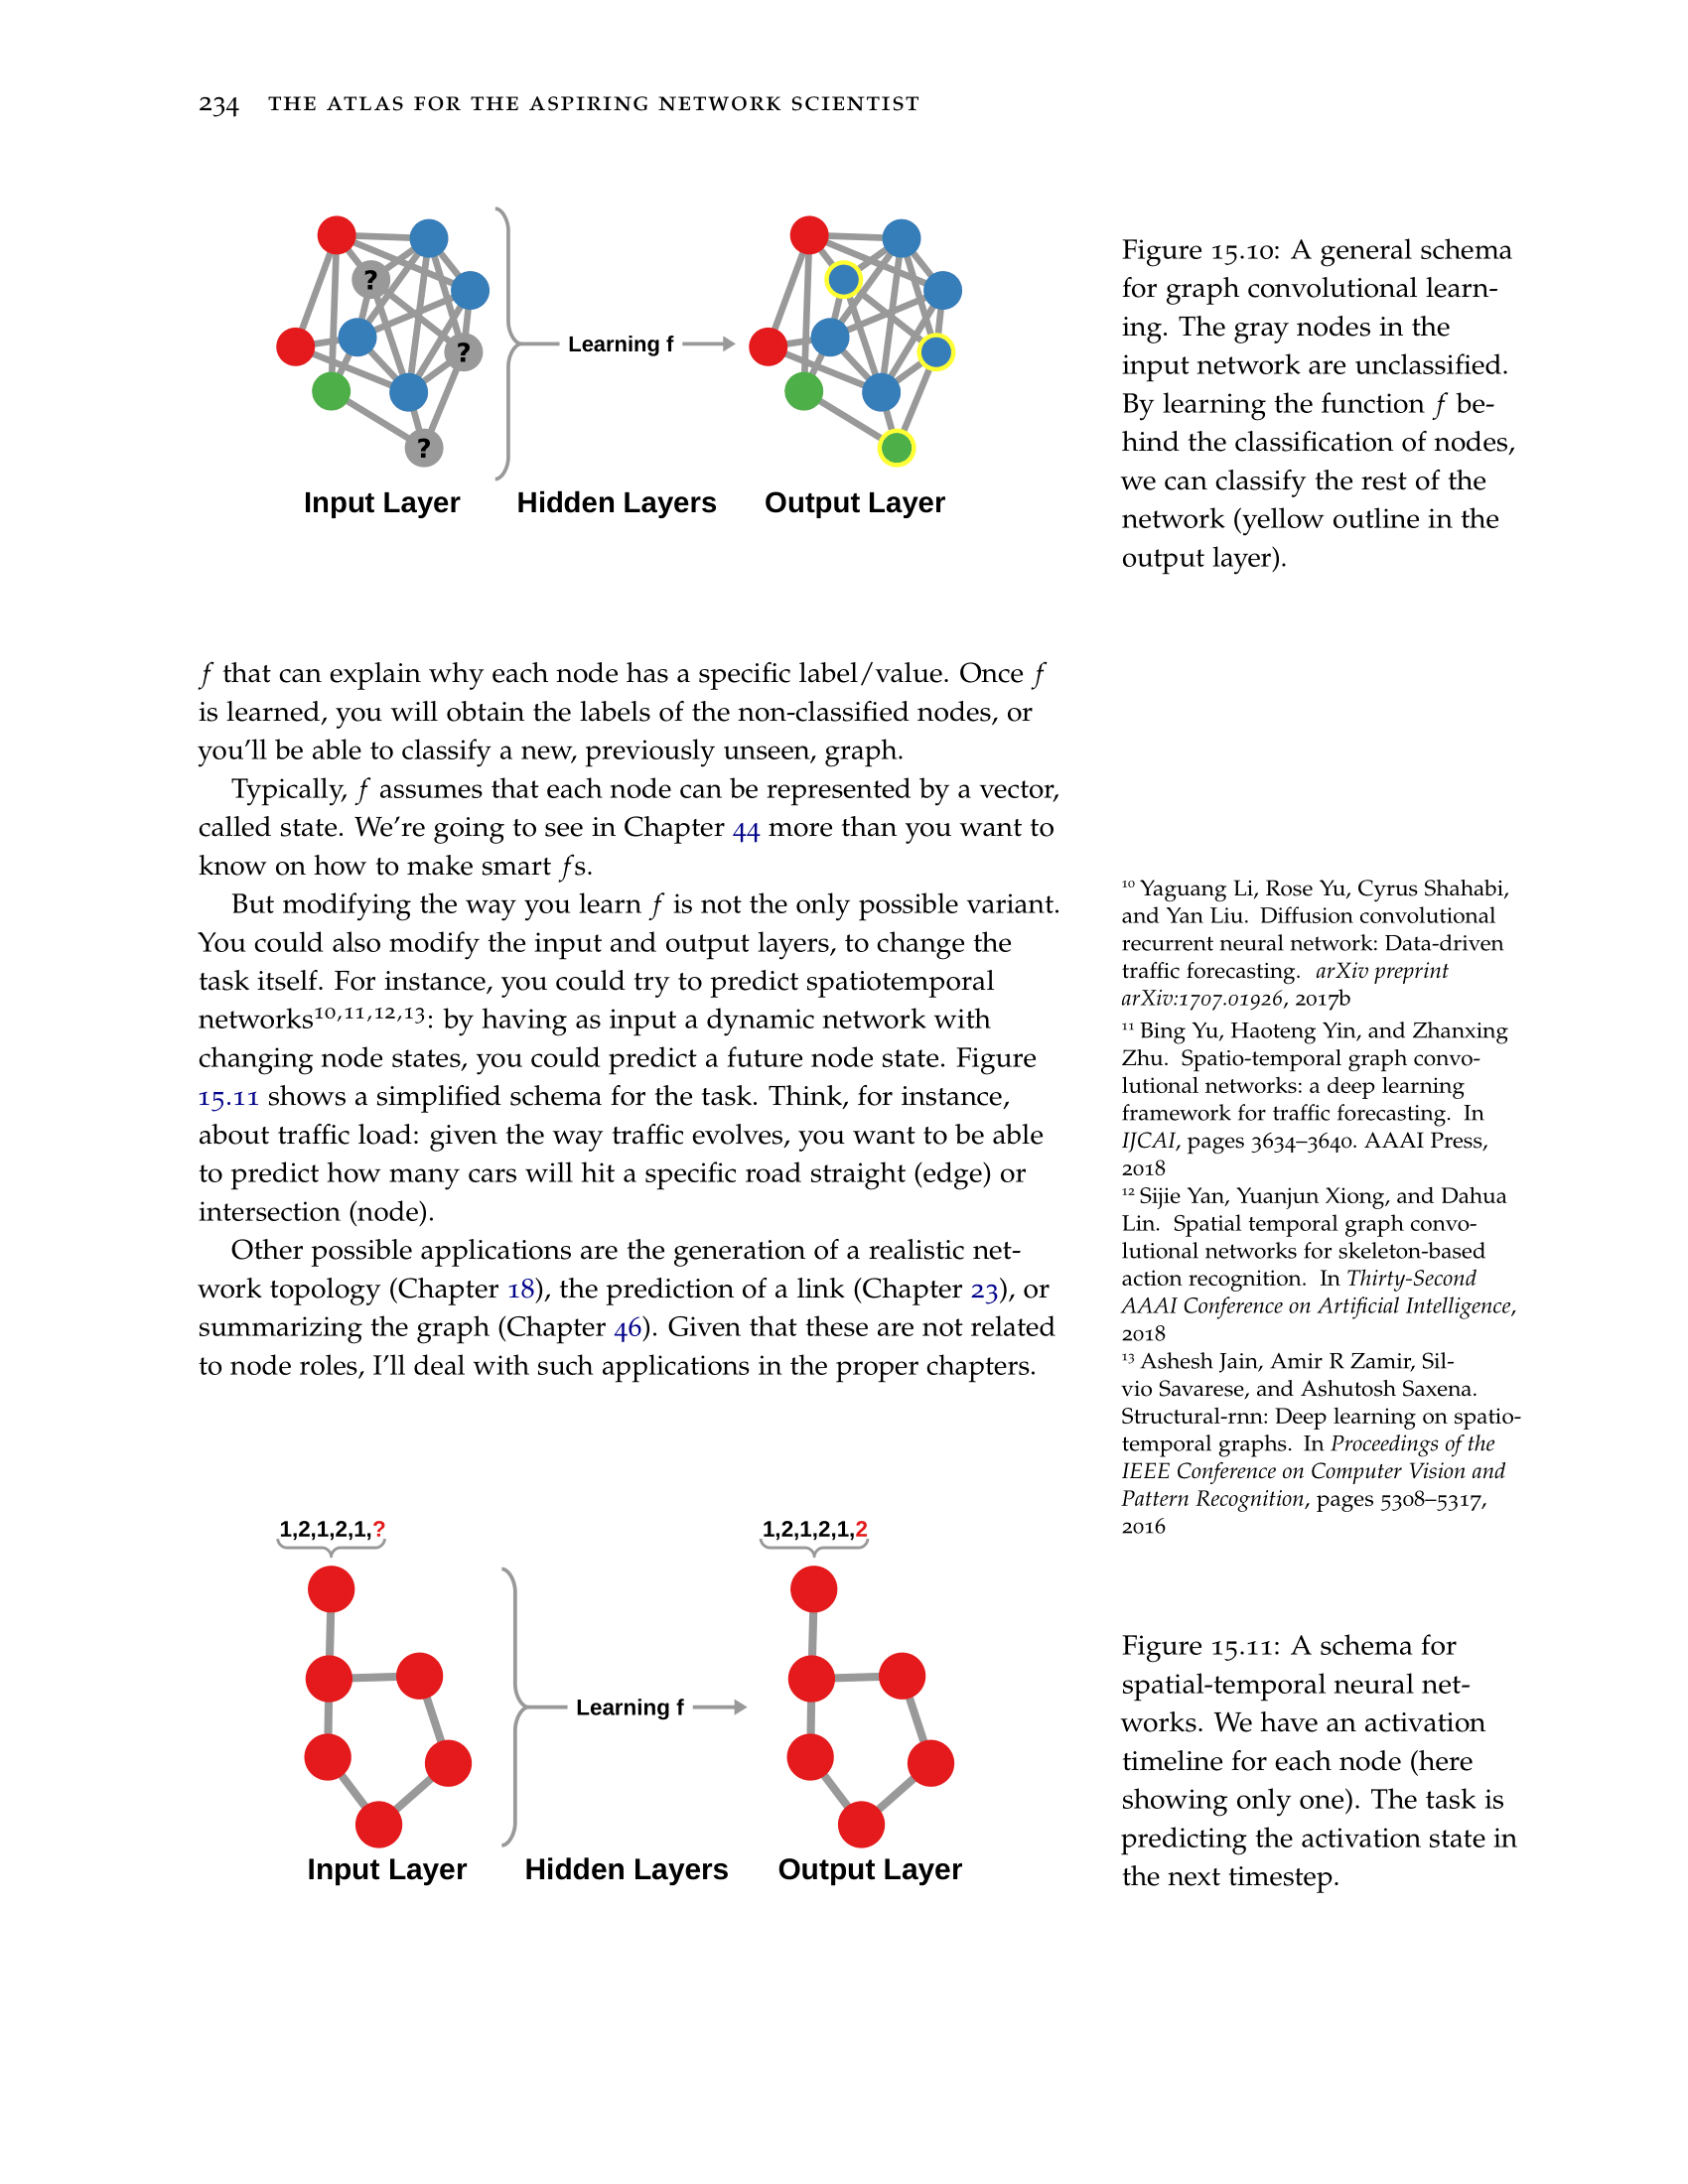 234 THE ATLAS FOR THE ASPIRING NETWORK SCIENTIST
?
?
?
Learning f
Input Layer Hidden Layers Output Layer
Figure 15.10: A general schema
for graph convolutional learn-
ing. The gray nodes in the
input network are unclassified.
By learning the function f be-
hind the classification of nodes,
we can classify the rest of the
network (yellow outline in the
output layer).
f that can explain why each node has a specific label/value. Once f
is learned, you will obtain the labels of the non-classified nodes, or
you'll be able to classify a new, previously unseen, graph.
Typically, f assumes that each node can be represented by a vector,
called state. We're going to see in Chapter 44 more than you want to
know on how to make smart fs.
But modifying the way you learn f is not the only possible variant.
You could also modify the input and output layers, to change the
task itself. For instance, you could try to predict spatiotemporal
networks10,11,12,13: by having as input a dynamic network with
changing node states, you could predict a future node state. Figure
15.11 shows a simplified schema for the task. Think, for instance,
about traffic load: given the way traffic evolves, you want to be able
to predict how many cars will hit a specific road straight (edge) or
intersection (node).
Other possible applications are the generation of a realistic net-
work topology (Chapter 18), the prediction of a link (Chapter 23), or
summarizing the graph (Chapter 46). Given that these are not related
to node roles, I'll deal with such applications in the proper chapters.
10 Yaguang Li, Rose Yu, Cyrus Shahabi,
and Yan Liu. Diffusion convolutional
recurrent neural network: Data-driven
traffic forecasting. arXiv preprint
arXiv:1707.01926, 2017b
11 Bing Yu, Haoteng Yin, and Zhanxing
Zhu. Spatio-temporal graph convo-
lutional networks: a deep learning
framework for traffic forecasting. In
IJCAI, pages 3634–3640. AAAI Press,
2018
12 Sijie Yan, Yuanjun Xiong, and Dahua
Lin. Spatial temporal graph convo-
lutional networks for skeleton-based
action recognition. In Thirty-Second
AAAI Conference on Artificial Intelligence,
2018
13 Ashesh Jain, Amir R Zamir, Sil-
vio Savarese, and Ashutosh Saxena.
Structural-rnn: Deep learning on spatio-
temporal graphs. In Proceedings of the
IEEE Conference on Computer Vision and
Pattern Recognition, pages 5308–5317,
2016
1,2,1,2,1,? 1,2,1,2,1,2
Learning f
Input Layer Hidden Layers Output Layer
Figure 15.11: A schema for
spatial-temporal neural net-
works. We have an activation
timeline for each node (here
showing only one). The task is
predicting the activation state in
the next timestep.